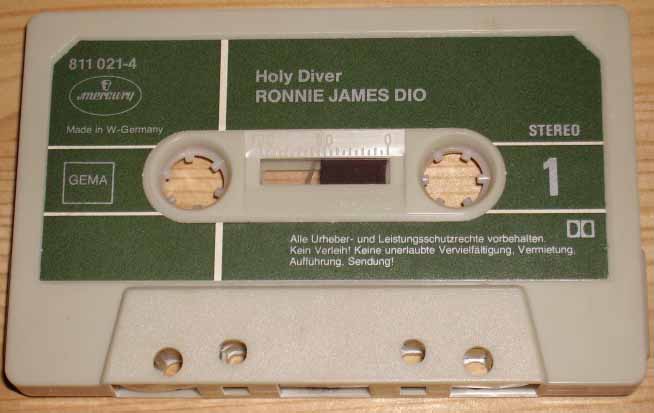 811 021-4
mercury
Made in W-Germany
Holy Diver
RONNIE JAMES DIO
STEREO
GEMA
1
Alle Urheber- und Leistungsschutzrechte vorbehalten.
Kein Verleih! Keine unerlaubte Vervielfältigung, Vermietung,
Aufführung, Sendung!